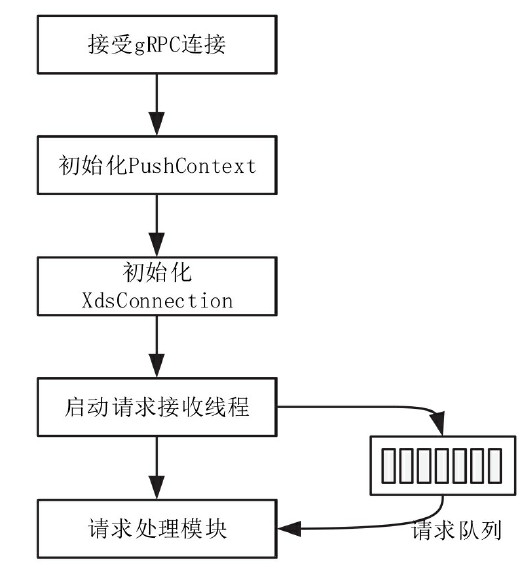 接受gRPC连接
初始化PushContext
初始化
XdsConnection
启动请求接收线程
请求处理模块
请求队列